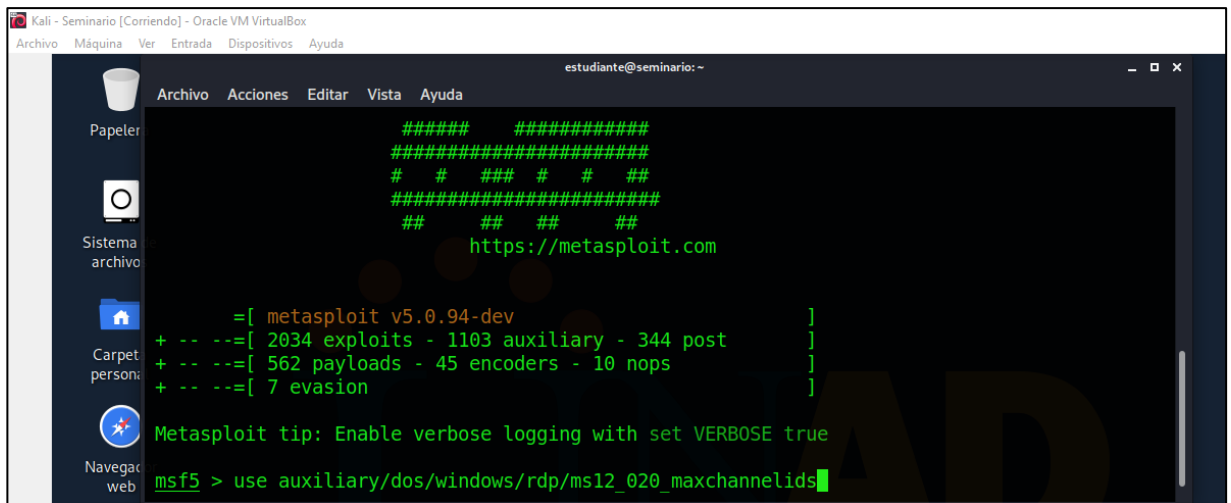 Kali - Seminario [Corriendo] - Oracle VM VirtualBox
Archivo Máquina Ver Entrada Dispositivos Ayuda
estudiante@seminario: ~
Archivo Acciones Editar Vista Ayuda
Papeler
Sistema de
archivo
Carpet
persona
Navegador
web
###### ############
#######################
# # ### # # ##
########################
## ## ## ##
https://metasploit.com
=[ metasploit v5.0.94-dev ]
+ -- --=[ 2034 exploits - 1103 auxiliary - 344 post ]
+ -- --=[ 562 payloads - 45 encoders - 10 nops ]
+ -- --=[ 7 evasion ]
Metasploit tip: Enable verbose logging with set VERBOSE true
msf5 > use auxiliary/dos/windows/rdp/ms12_020_maxchannelids